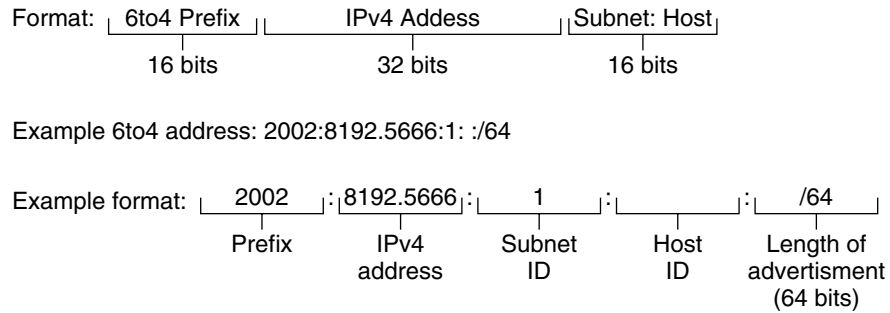 Format: 6to4 Prefix IPv4 Addess Subnet: Host
16 bits 32 bits 16 bits
Example 6to4 address: 2002:8192.5666:1: :/64
Example format: 2002 : 8192.5666 : 1 : : /64
Prefix IPv4 address Subnet ID Host ID Length of advertisment (64 bits)